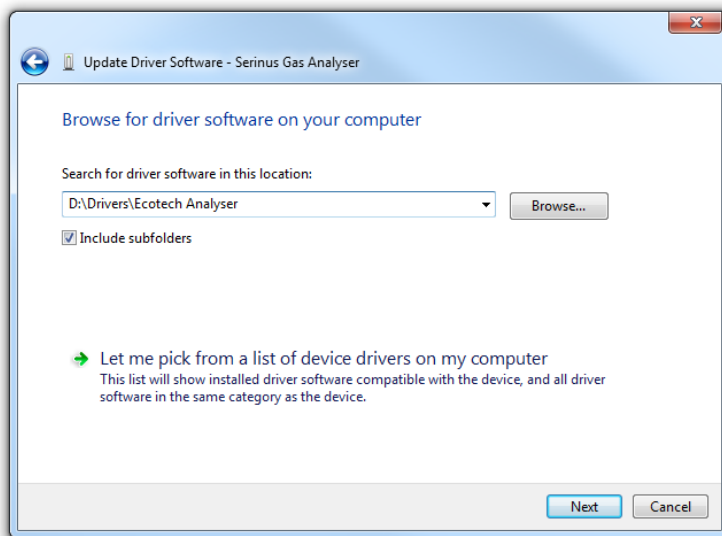 Update Driver Software - Serinus Gas Analyser
Browse for driver software on your computer
Search for driver software in this location:
D:\Drivers\Ecotech Analyser
Browse...
Include subfolders
Let me pick from a list of device drivers on my computer
This list will show installed driver software compatible with the device, and all driver
software in the same category as the device.
Next
Cancel